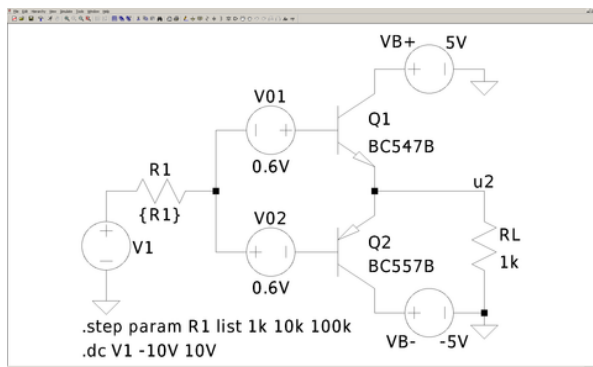 VB+ 5V
V01
Q1
BC547B
0.6V
R1
{R1}
u2
V02
Q2
BC557B
RL
1k
V1
0.6V
VB- -5V
.step param R1 list 1k 10k 100k
.dc V1 -10V 10V